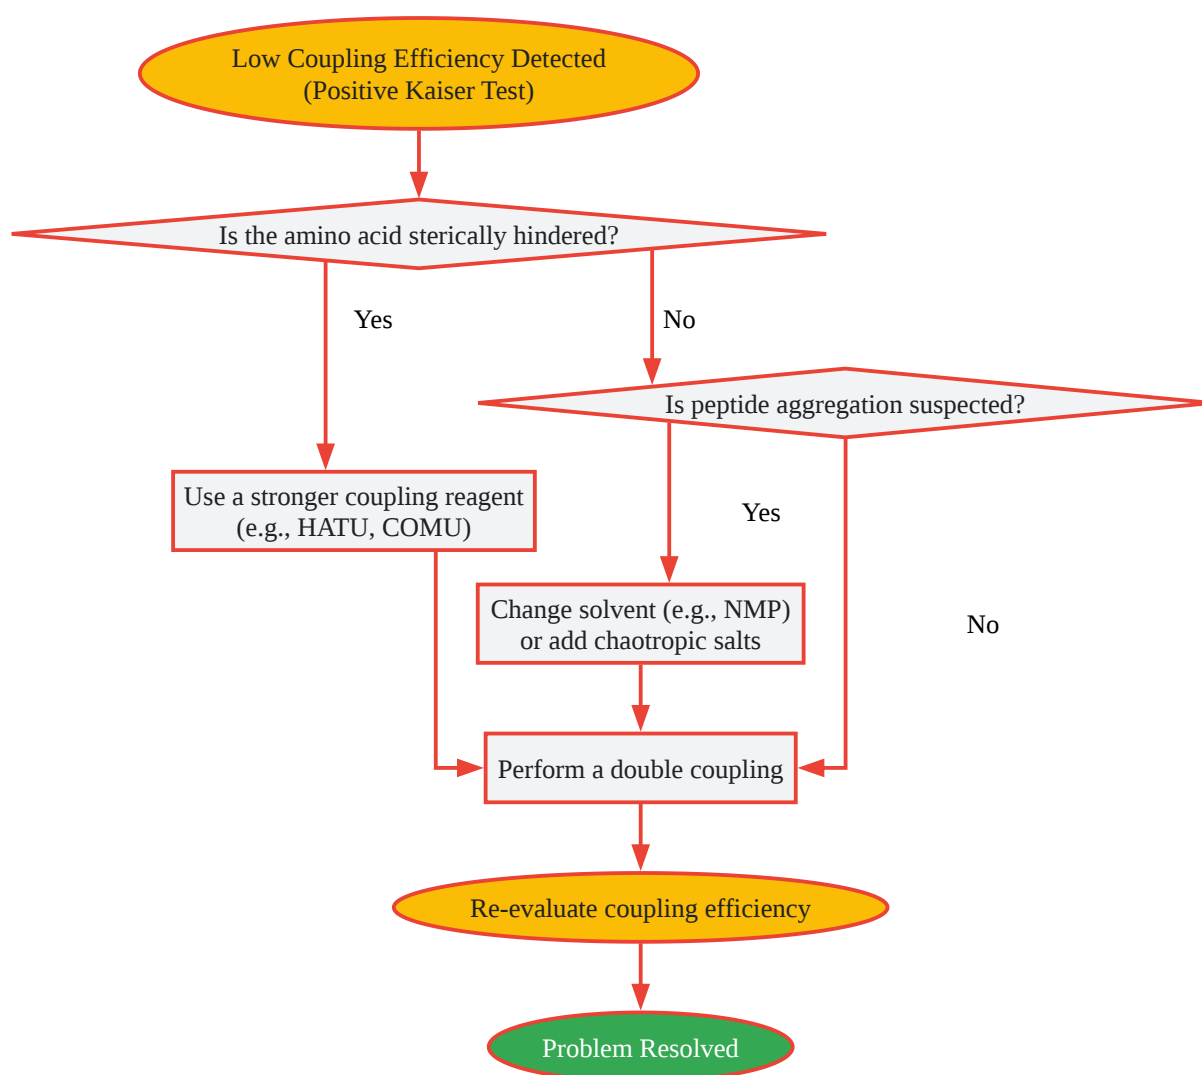 Low Coupling Efficiency Detected
(Positive Kaiser Test)
Is the amino acid sterically hindered?
Yes
No
Is peptide aggregation suspected?
Use a stronger coupling reagent
(e.g., HATU, COMU)
Yes
Change solvent (e.g., NMP)
or add chaotropic salts
No
Perform a double coupling
Re-evaluate coupling efficiency
Problem Resolved